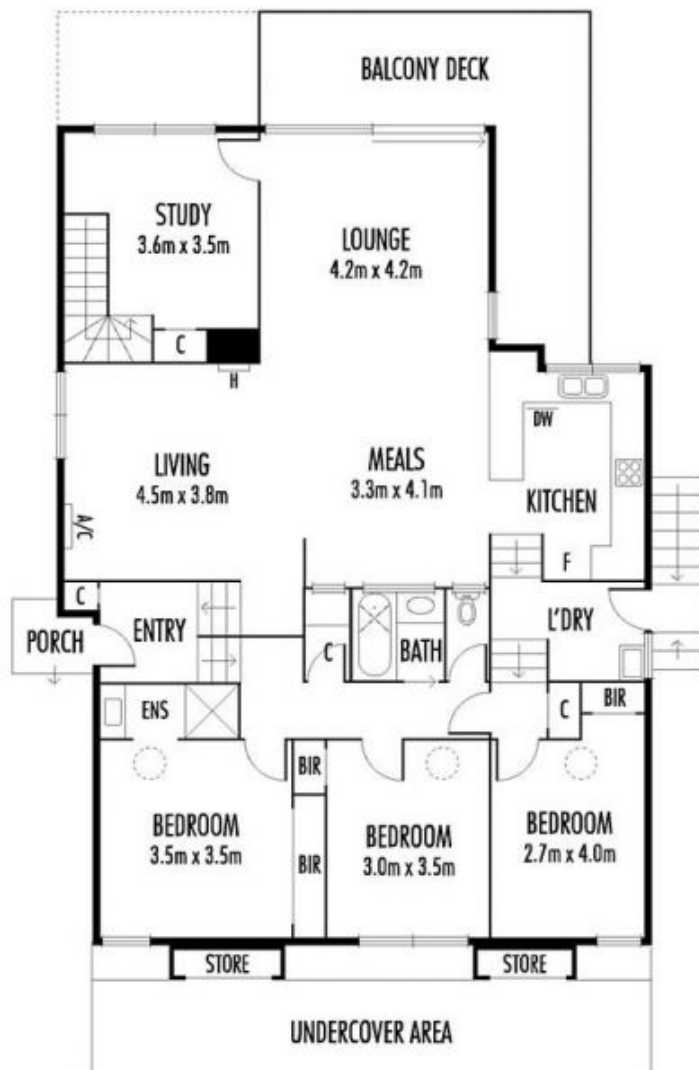 BALCONY DECK
STUDY
3.6m x 3.5m
LOUNGE
4.2m x 4.2m
C
H
DW
LIVING
4.5m x 3.8m
MEALS
3.3m x 4.1m
KITCHEN
A/C
F
C
PORCH
ENTRY
C
BATH
L'DRY
ENS
C
BIR
BIR
BEDROOM
3.5m x 3.5m
BIR
BEDROOM
3.0m x 3.5m
BEDROOM
2.7m x 4.0m
STORE
STORE
UNDERCOVER AREA